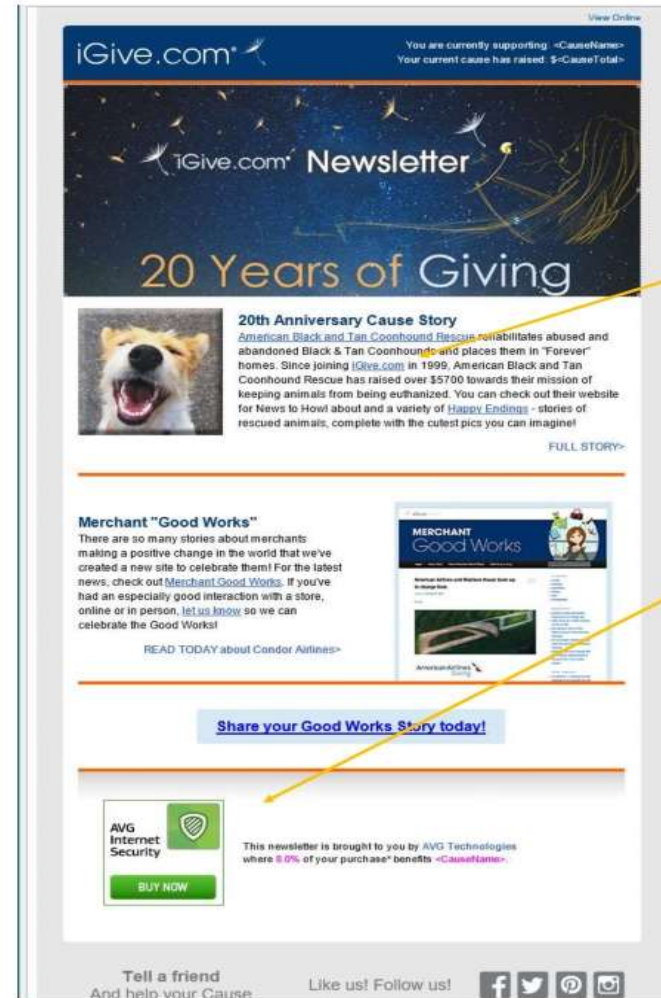 View Online
iGive.com
You are currently supporting: <CauseName>
Your current cause has raised: $<CauseTotal>
iGive.com Newsletter
20 Years of Giving
20th Anniversary Cause Story
American Black and Tan Coonhound Rescue rehabilitates abused and
abandoned Black & Tan Coonhounds and places them in "Forever"
homes. Since joining iGive.com in 1999, American Black and Tan
Coonhound Rescue has raised over $5700 towards their mission of
keeping animals from being euthanized. You can check out their website
for News to Howl about and a variety of Happy Endings - stories of
rescued animals, complete with the cutest pics you can imagine!
FULL STORY>
Merchant "Good Works"
There are so many stories about merchants
making a positive change in the world that we've
created a new site to celebrate them! For the latest
news, check out Merchant Good Works. If you've
had an especially good interaction with a store,
online or in person, let us know so we can
celebrate the Good Works!
READ TODAY about Condor Airlines>
MERCHANT
Good Works
American Airlines
Giving
Share your Good Works Story today!
AVG
Internet
Security
BUY NOW
This newsletter is brought to you by AVG Technologies
where 8.0% of your purchase* benefits <CauseName>.
Tell a friend
And help your Cause
Like us! Follow us!